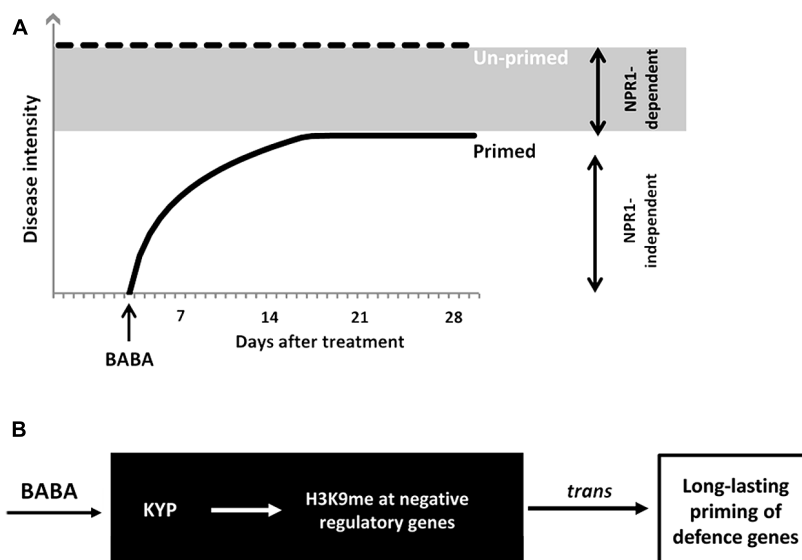 A
Disease intensity
Un-primed
Primed
NPR1-
dependent
NPR1-
independent
7 14 21 28
Days after treatment
BABA
B
BABA
KYP
H3K9me at negative
regulatory genes
trans
Long-lasting
priming of
defence genes